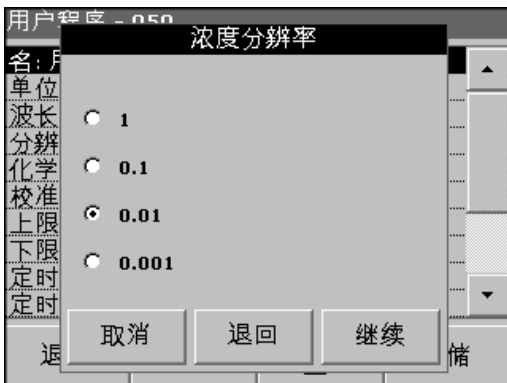 用户程序 - 050
浓度分辨率
名:
单位
波长
1
分辨
化学
0.1
校准
上限
0.01
下限
定时
0.001
定时
取消
退回
继续
退
储